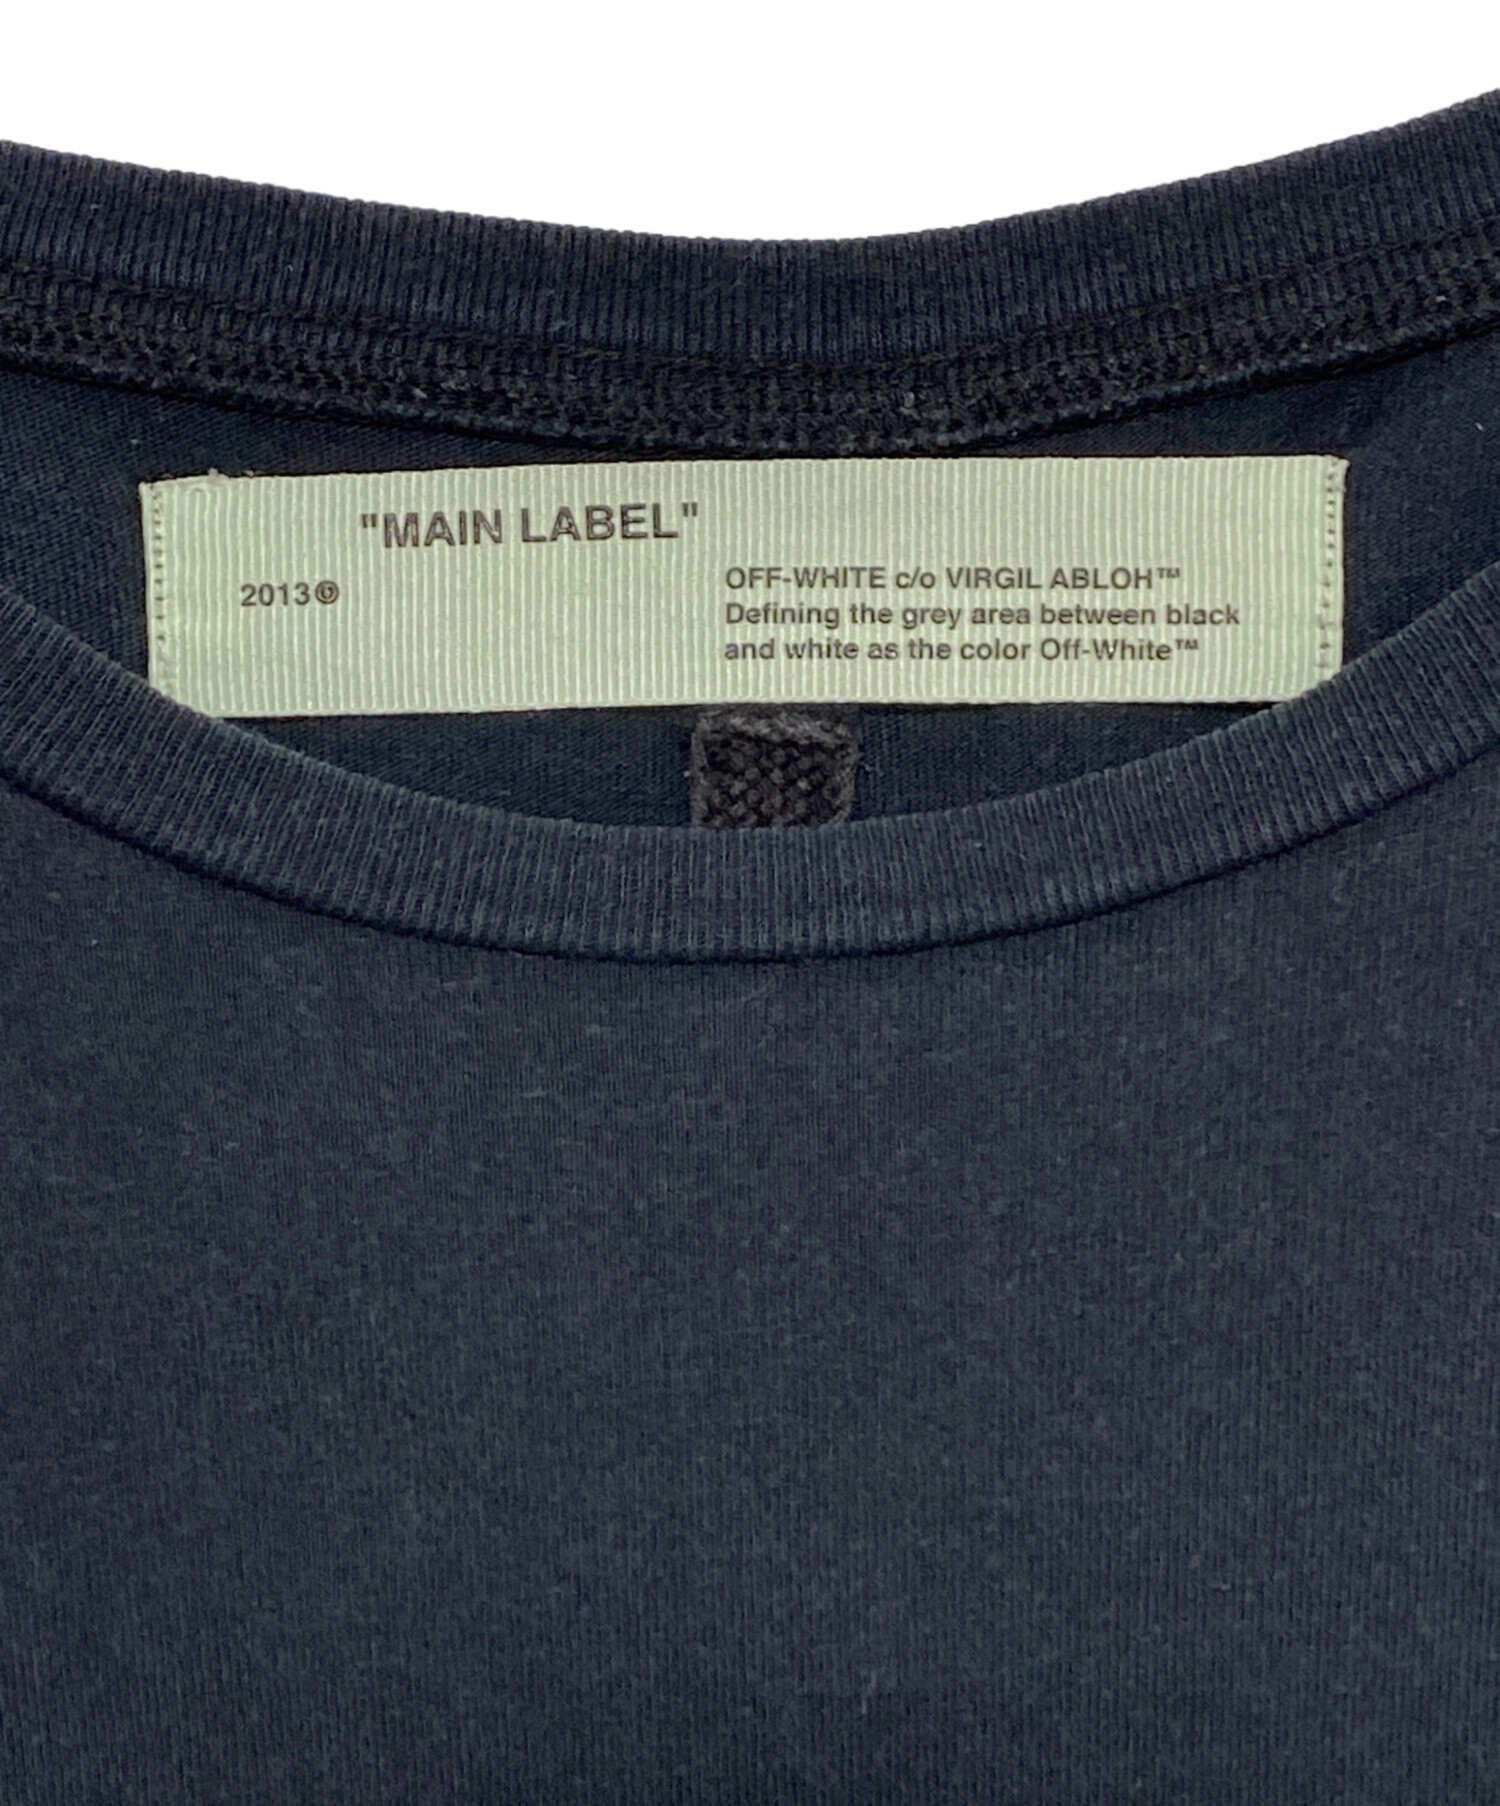 "MAIN LABEL"
2013©
OFF-WHITE c/o VIRGIL ABLOH™
Defining the grey area between black
and white as the color Off-White™